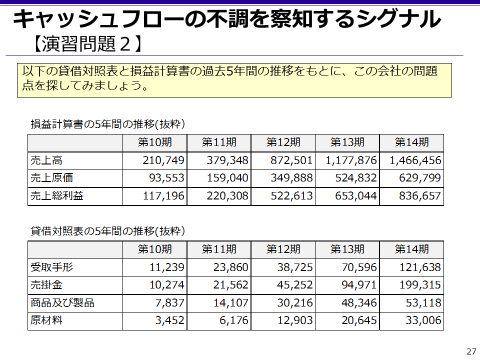 キャッシュフローの不調を察知するシグナル
【演習問題２】
以下の貸借対照表と損益計算書の過去5年間の推移をもとに、この会社の問題
点を探してみましょう。
損益計算書の5年間の推移(抜粋)
第10期 第11期 第12期 第13期 第14期
売上高 210,749 379,348 872,501 1,177,876 1,466,456
売上原価 93,553 159,040 349,888 524,832 629,799
売上総利益 117,196 220,308 522,613 653,044 836,657
貸借対照表の5年間の推移(抜粋)
第10期 第11期 第12期 第13期 第14期
受取手形 11,239 23,860 38,725 70,596 121,638
売掛金 10,274 21,562 45,252 94,971 199,315
商品及び製品 7,837 14,107 30,216 48,346 53,118
原材料 3,452 6,176 12,903 20,645 33,006
27